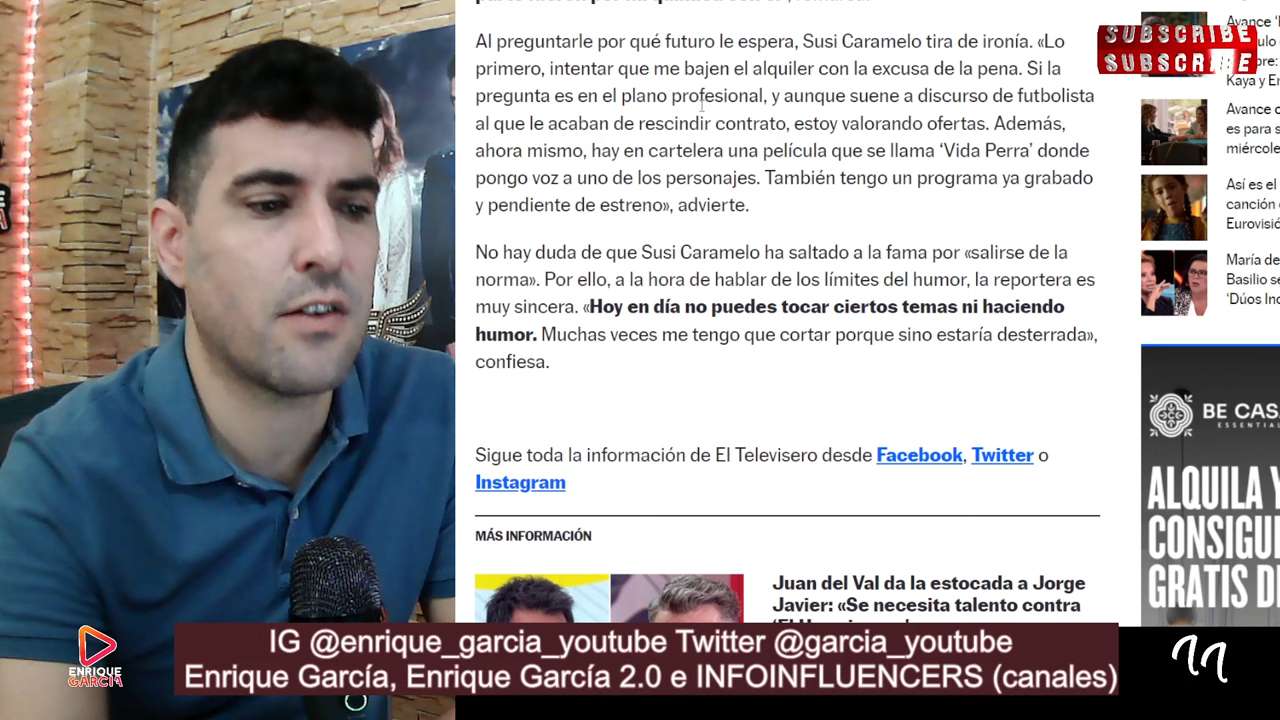 Al preguntarle por qué futuro le espera, Susi Caramelo tira de ironía. «Lo
primero, intentar que me bajen el alquiler con la excusa de la pena. Si la
pregunta es en el plano profesional, y aunque suene a discurso de futbolista
al que le acaban de rescindir contrato, estoy valorando ofertas. Además,
ahora mismo, hay en cartelera una película que se llama ‘Vida Perra’ donde
pongo voz a uno de los personajes. También tengo un programa ya grabado
y pendiente de estreno», advierte.
No hay duda de que Susi Caramelo ha saltado a la fama por «salirse de la
norma». Por ello, a la hora de hablar de los límites del humor, la reportera es
muy sincera. «Hoy en día no puedes tocar ciertos temas ni haciendo
humor. Muchas veces me tengo que cortar porque sino estaría desterrada»,
confiesa.
Sigue toda la información de El Televisero desde Facebook, Twitter o
Instagram
MÁS INFORMACIÓN
Juan del Val da la estocada a Jorge
Javier: «Se necesita talento contra
SUBSCRIBE
SUBSCRIBE
Avance
Kaya y
Avance
es para
miércole
Así es el
canción
Eurovisió
María de
Basilio se
'Dúos
BE CASA
ESSENTIAL
ALQUILA Y
CONSIGUE
GRATIS
IG @enrique_garcia_youtube Twitter @garcia_youtube
Enrique García, Enrique García 2.0 e INFOINFLUENCERS (canales)
ENRIQUE
GARCÍA